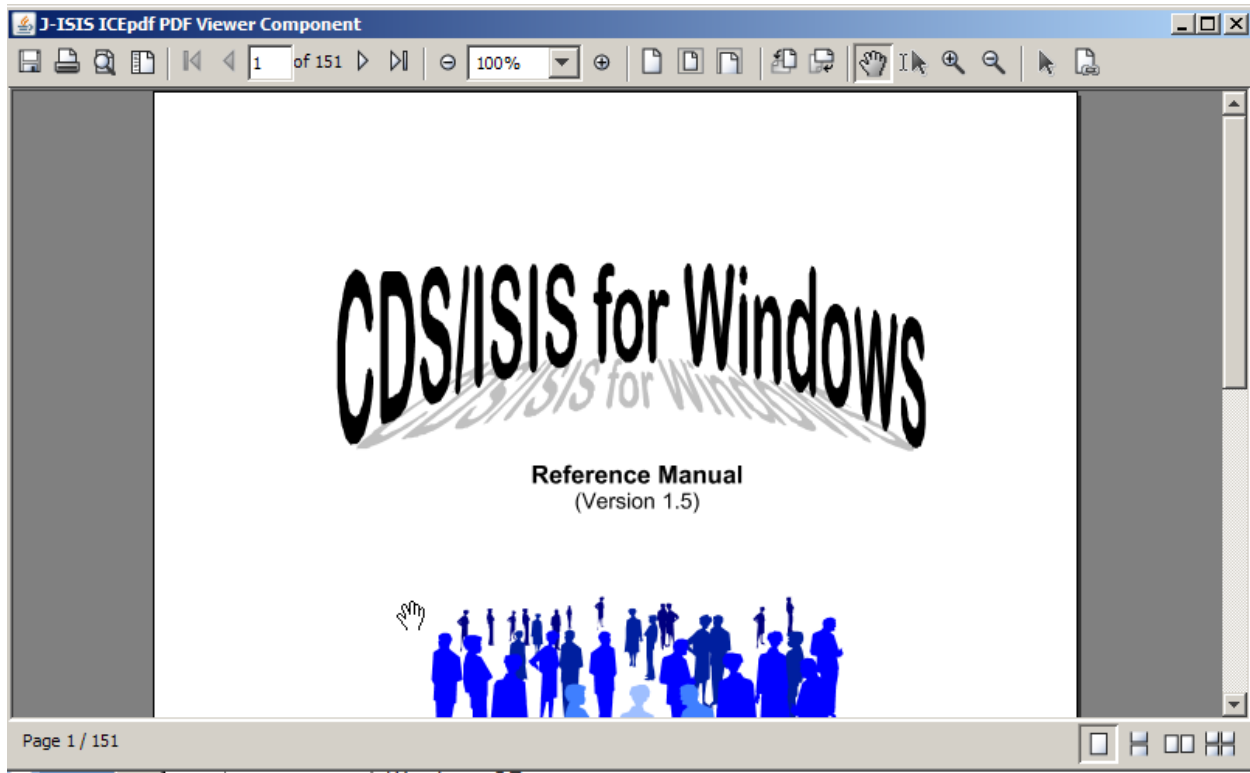 J-ISIS ICEpdf PDF Viewer Component
1 of 151 100%
CDS/ISIS for Windows
CDS/ISIS for Windows
Reference Manual
(Version 1.5)
Page 1 / 151